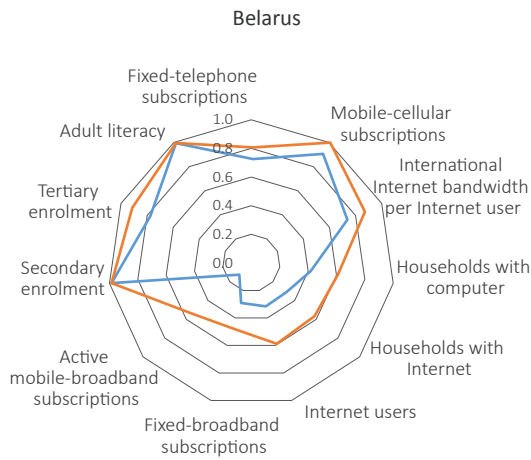 Belarus
Fixed-telephone
subscriptions
Mobile-cellular
subscriptions
International
Internet bandwidth
per Internet user
Households with
computer
Households with
Internet
Internet users
Fixed-broadband
subscriptions
Active
mobile-broadband
subscriptions
Secondary
enrolment
Tertiary
enrolment
Adult literacy
1.0
0.8
0.6
0.4
0.2
0.0